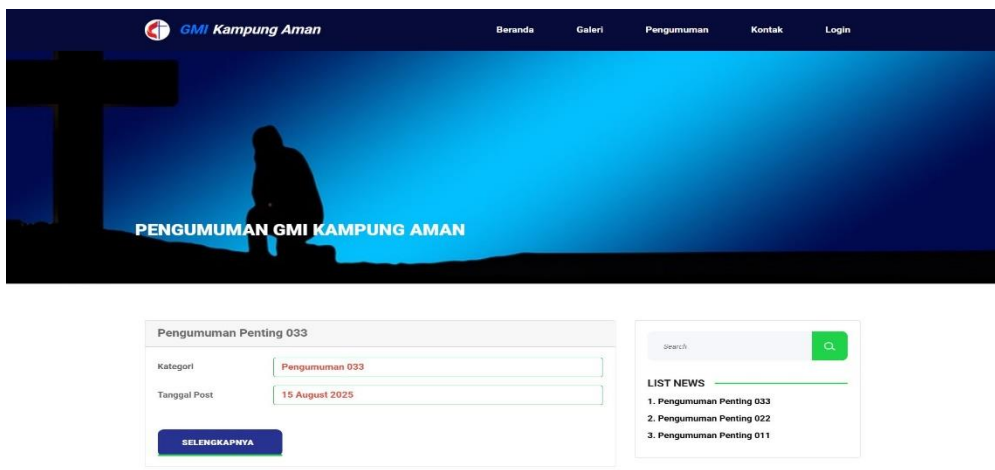 GMI Kampung Aman
Beranda Galeri Pengumuman Kontak Login
PENGUMUMAN GMI KAMPUNG AMAN
Pengumuman Penting 033
Kategori Pengumuman 033
Tanggal Post 15 August 2025
SELENGKAPNYA
Search
LIST NEWS
1. Pengumuman Penting 033
2. Pengumuman Penting 022
3. Pengumuman Penting 011